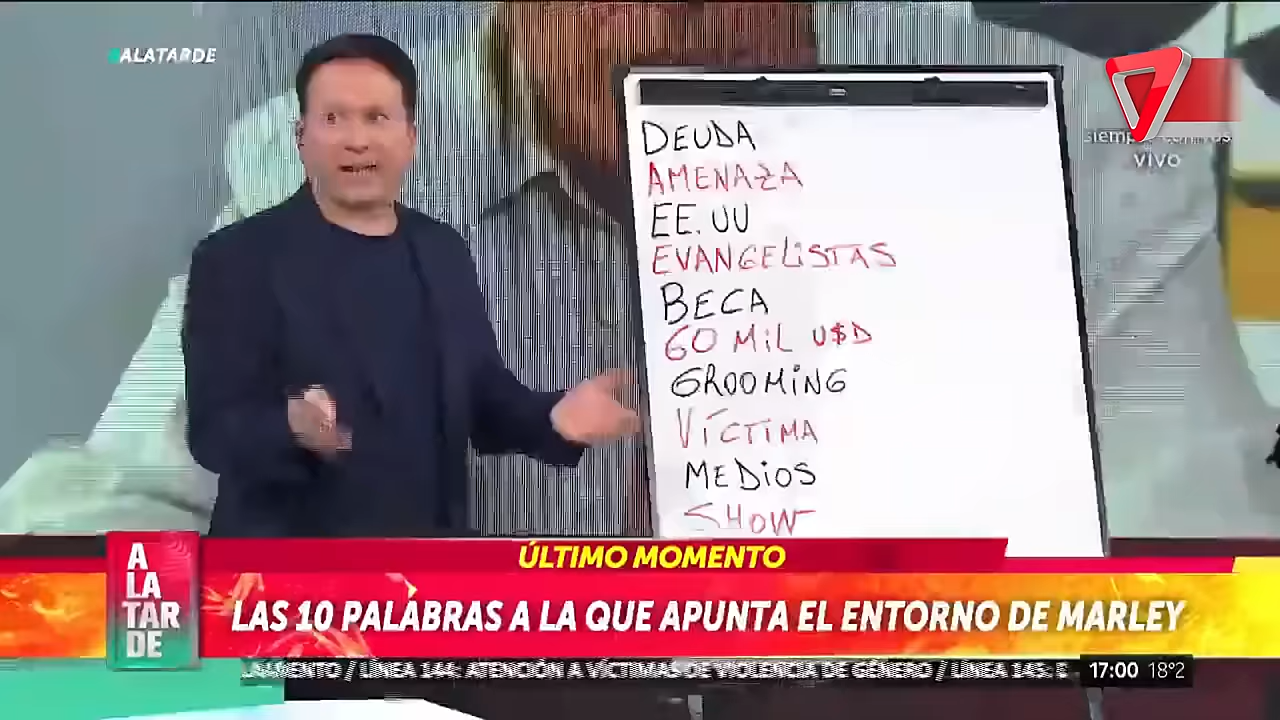 #ALATARDE
DEUDA
AMENAZA
EE.UU
EVANGELISTAS
BECA
60 MIL U$D
GROOMING
VÍCTIMA
MEDIOS
SHOW
siempre con vos
vivo
ÚLTIMO MOMENTO
A
LA
TAR
DE
LAS 10 PALABRAS A LA QUE APUNTA EL ENTORNO DE MARLEY
/ LÍNEA 144: ATENCIÓN A VÍCTIMAS DE VIOLENCIA DE GÉNERO / LÍNEA 145:
17:00 18°2